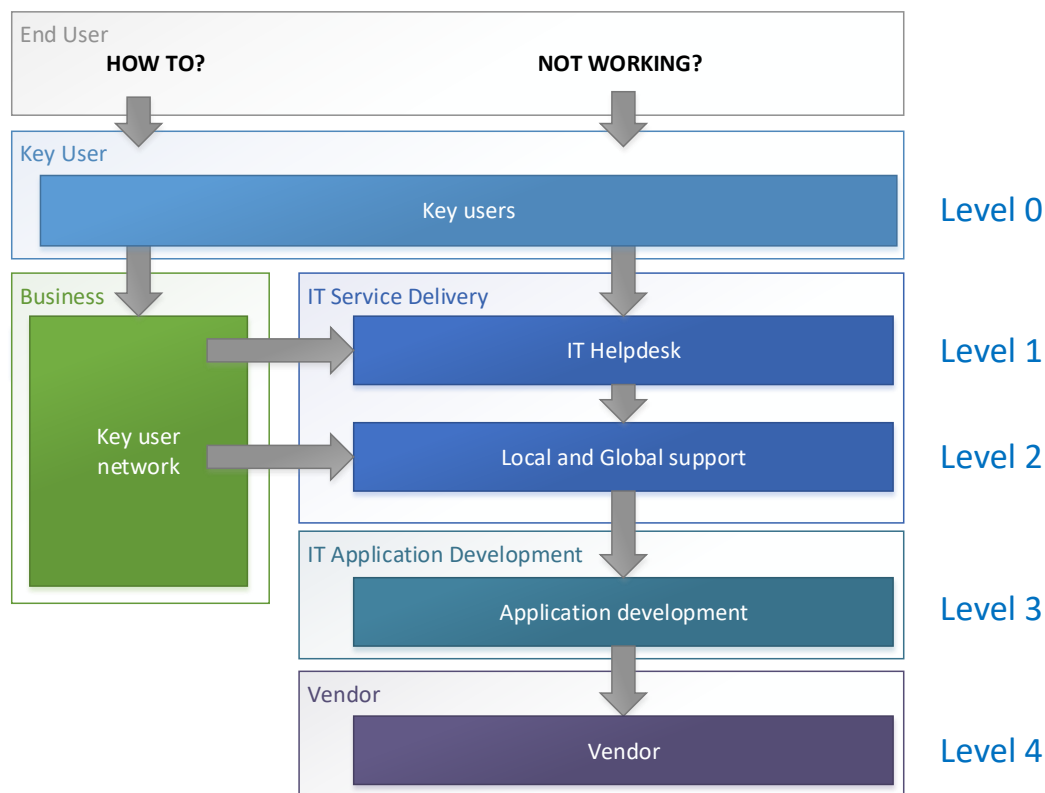 End User
HOW TO?
NOT WORKING?
Key User
Key users
Level 0
Business
IT Service Delivery
IT Helpdesk
Level 1
Key user
network
Local and Global support
Level 2
IT Application Development
Application development
Level 3
Vendor
Vendor
Level 4